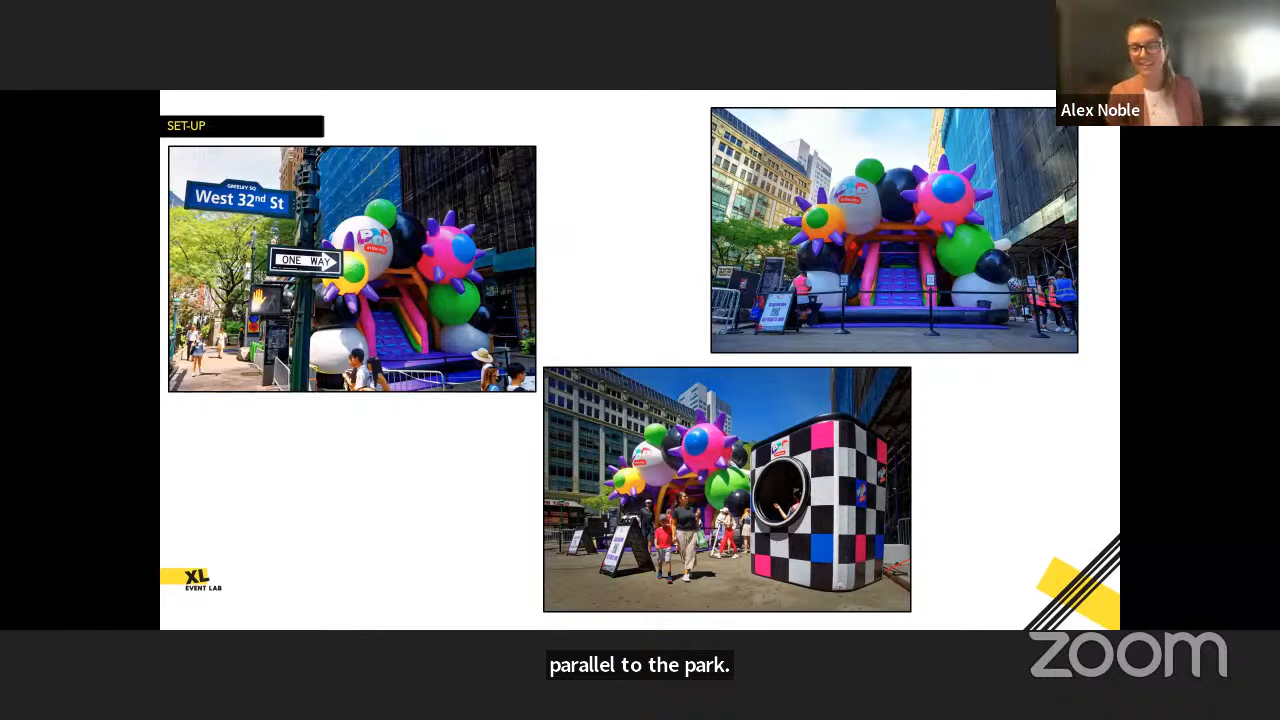 Alex Noble
SET-UP
GREELEY SQ
West 32nd St
ONE WAY
XL
EVENT LAB
parallel to the park.
zoom